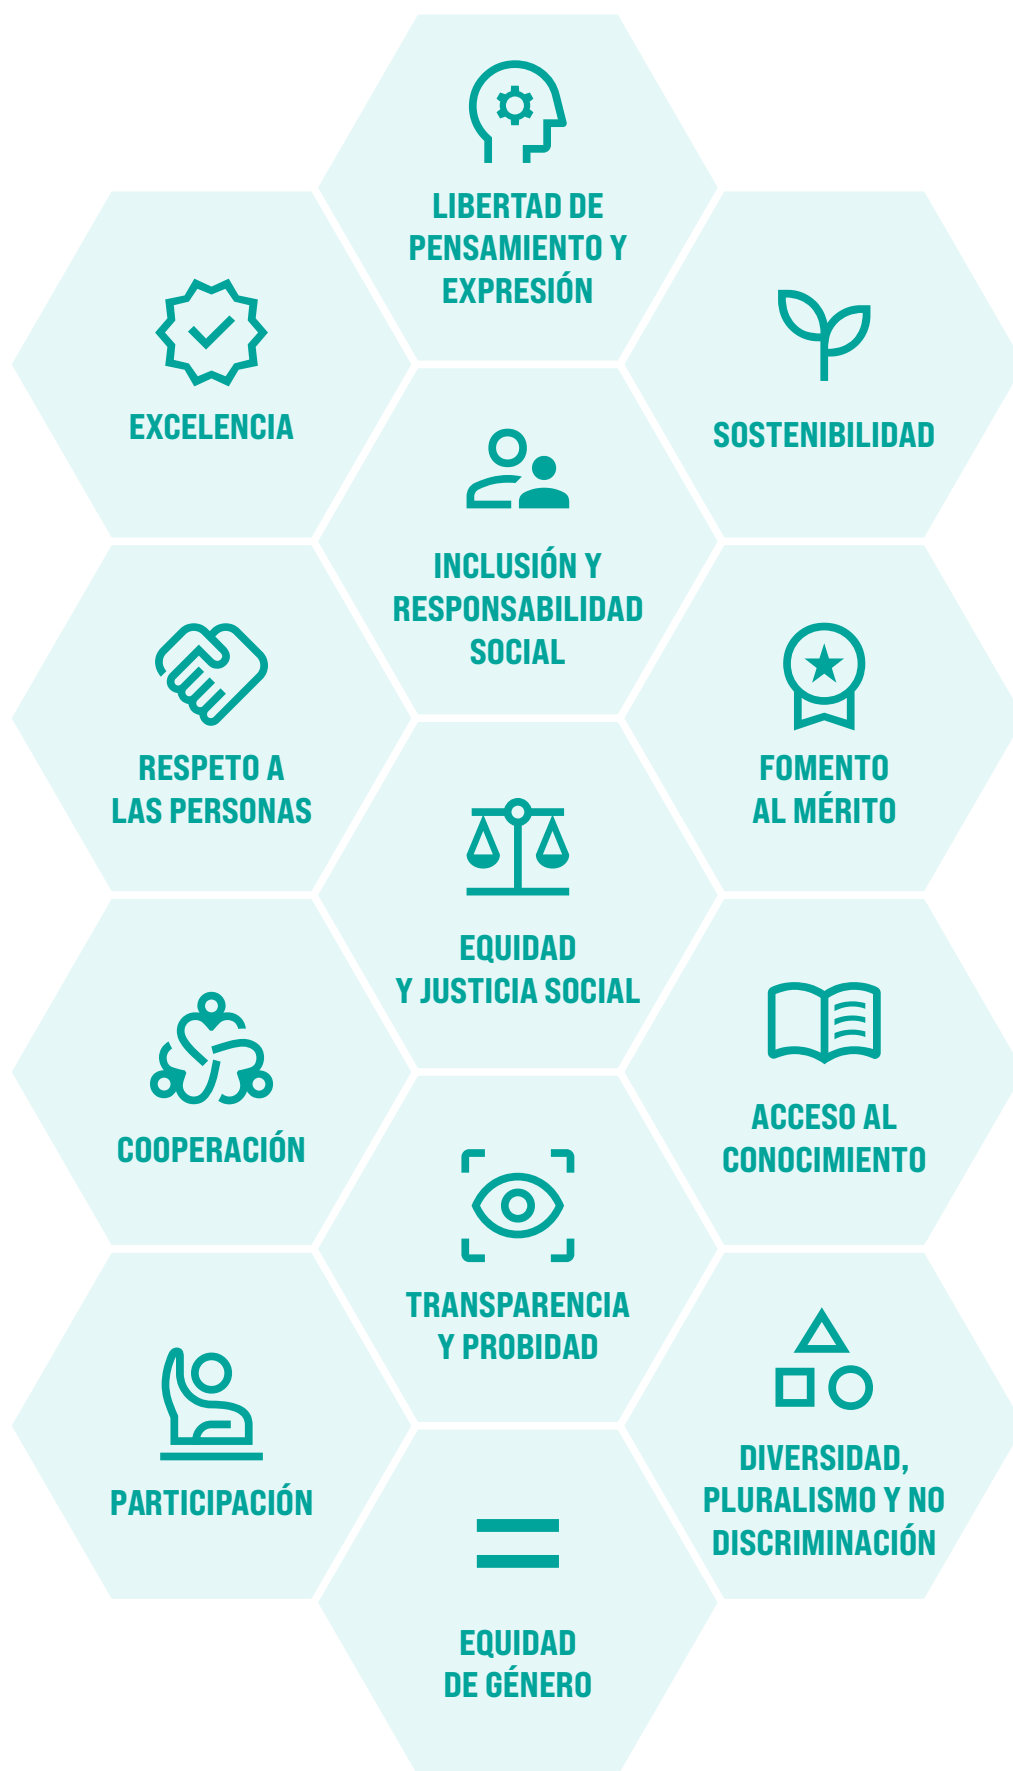 LIBERTAD DE
PENSAMIENTO Y
EXPRESIÓN
EXCELENCIA
SOSTENIBILIDAD
INCLUSIÓN Y
RESPONSABILIDAD
SOCIAL
RESPETO A
LAS PERSONAS
FOMENTO
AL MÉRITO
EQUIDAD
Y JUSTICIA SOCIAL
COOPERACIÓN
ACCESO AL
CONOCIMIENTO
TRANSPARENCIA
Y PROBIDAD
PARTICIPACIÓN
DIVERSIDAD,
PLURALISMO Y NO
DISCRIMINACIÓN
EQUIDAD
DE GÉNERO